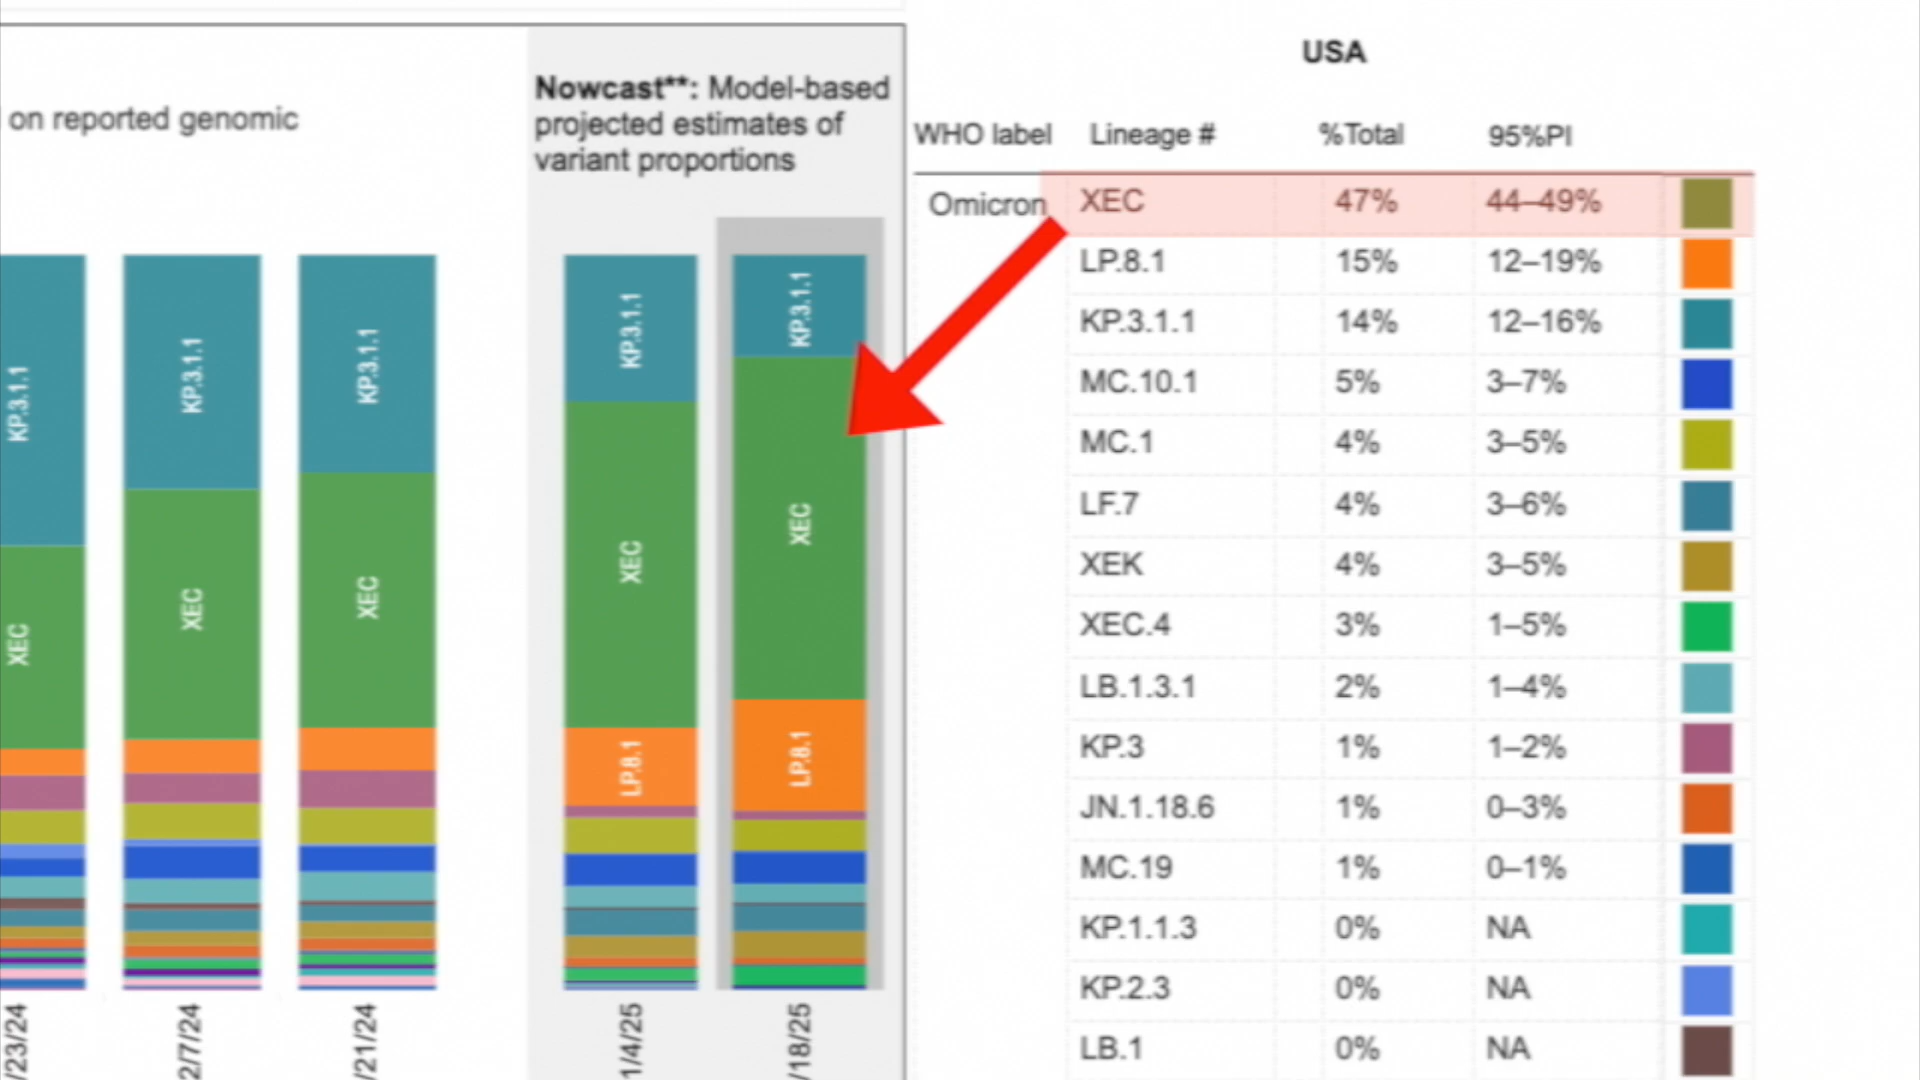 on reported genomic
Nowcast**: Model-based
projected estimates of
variant proportions
KP.3.1.1
XEC
KP.3.1.1
XEC
KP.3.1.1
XEC
KP.3.1.1
XEC
LP.8.1
KP.3.1.1
XEC
LP.8.1
/23/24
2/7/24
/21/24
1/4/25
/18/25
USA
WHO label Lineage # %Total 95%PI
Omicron XEC 47% 44–49%
LP.8.1 15% 12–19%
KP.3.1.1 14% 12–16%
MC.10.1 5% 3–7%
MC.1 4% 3–5%
LF.7 4% 3–6%
XEK 4% 3–5%
XEC.4 3% 1–5%
LB.1.3.1 2% 1–4%
KP.3 1% 1–2%
JN.1.18.6 1% 0–3%
MC.19 1% 0–1%
KP.1.1.3 0% NA
KP.2.3 0% NA
LB.1 0% NA